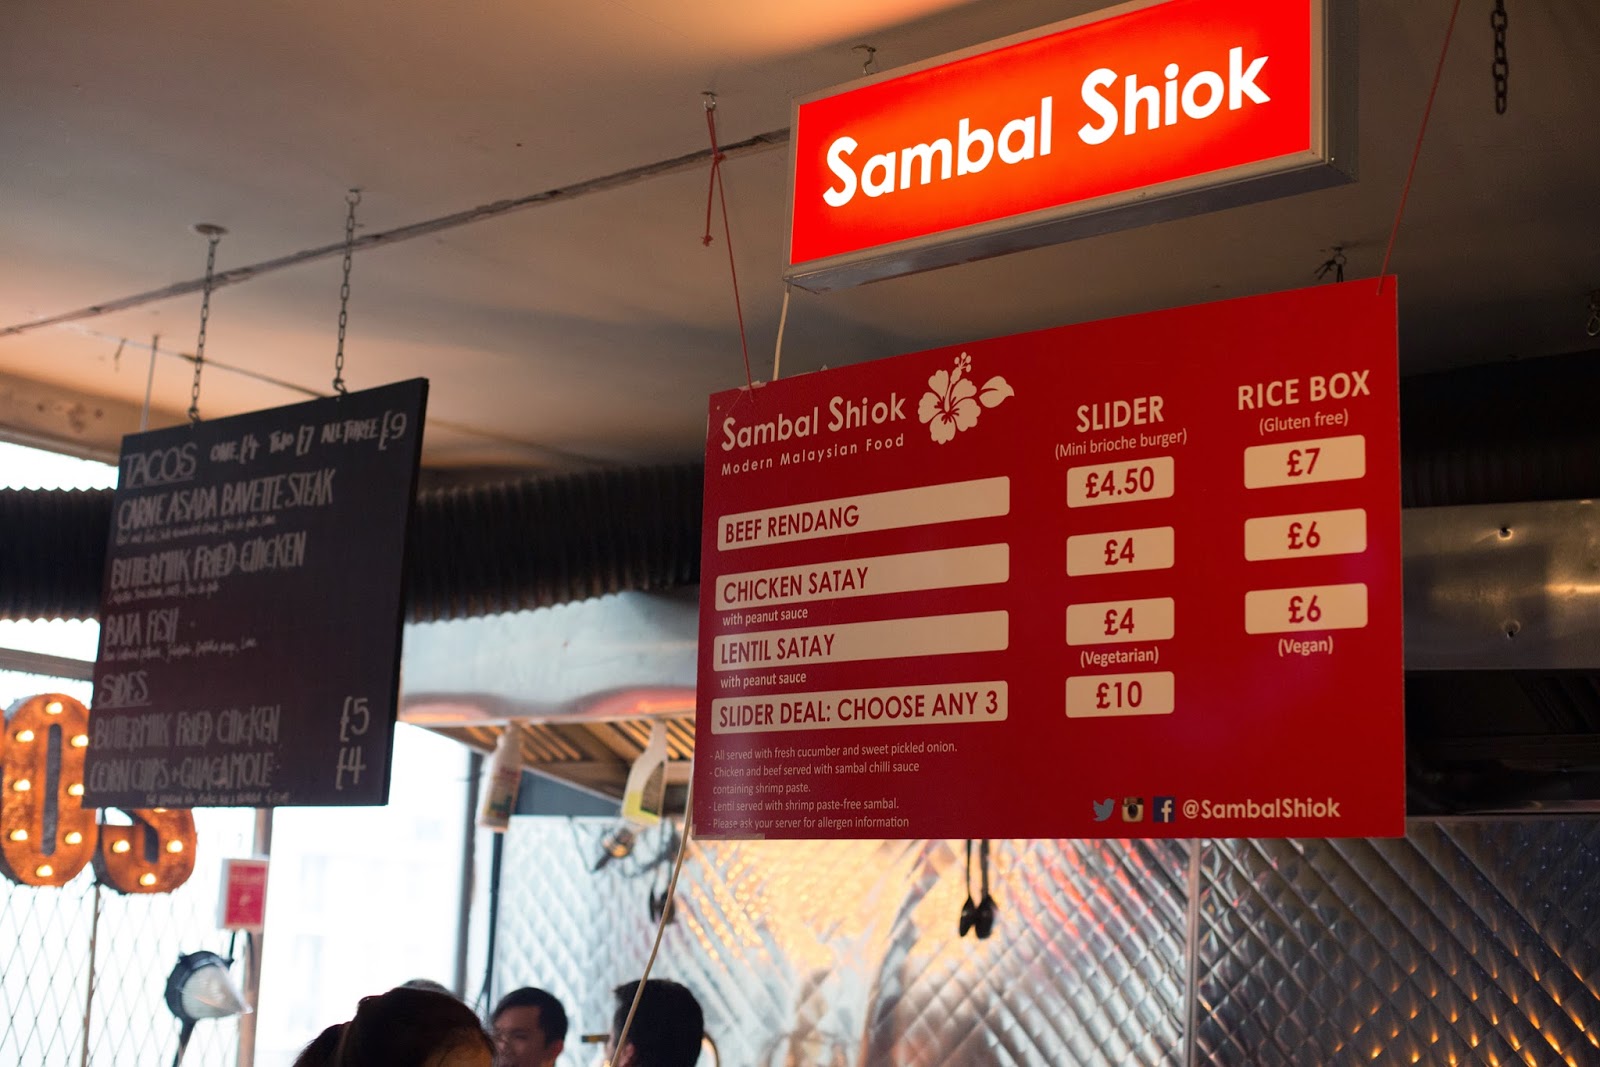 Sambal Shiok
Sambal Shiok
Modern Malaysian Food
SLIDER
(Mini brioche burger)
RICE BOX
(Gluten free)
BEEF RENDANG £4.50 £7
CHICKEN SATAY £4 £6
with peanut sauce
LENTIL SATAY £4 £6
with peanut sauce
(Vegetarian)
(Vegan)
SLIDER DEAL: CHOOSE ANY 3 £10
- All served with fresh cucumber and sweet pickled onion.
- Chicken and beef served with sambal chilli sauce
containing shrimp paste.
- Lentil served with shrimp paste-free sambal.
- Please ask your server for allergen information
@SambalShiok
TACOS ONE £4 TWO £7 ALL THREE £9
CARNE ASADA BAVETTE STEAK
BUTTERMILK FRIED CHICKEN
BAJA FISH
SIDES
BUTTERMILK FRIED CHICKEN £5
CORN CHIPS + GUACAMOLE £4
OS